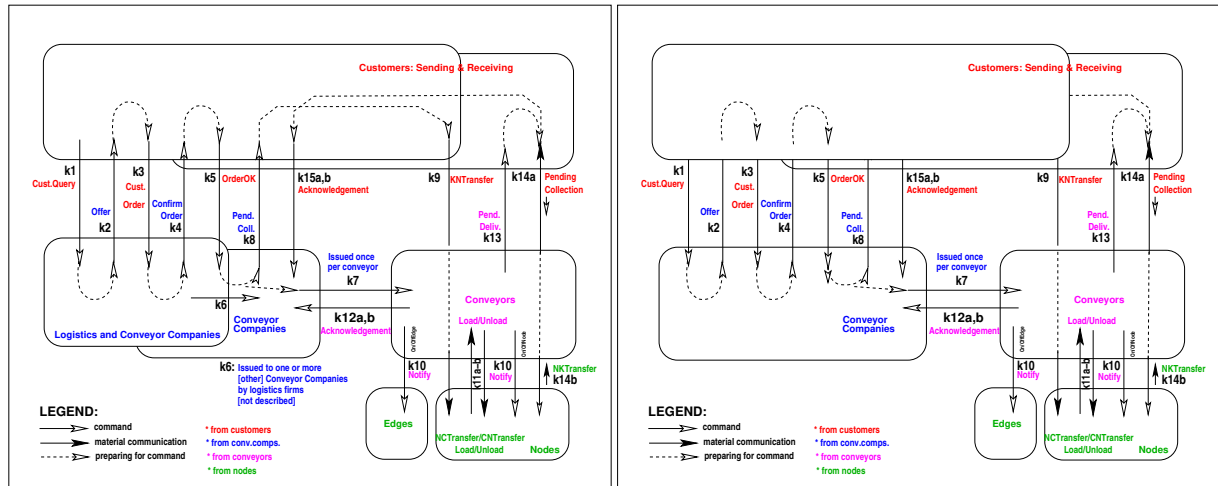 Customers: Sending & Receiving
k1
Cust.Query
k3
Cust.
Order
k5
OrderOK
k15a,b
Acknowledgement
k9
KNTransfer
k14a
Pending
Collection
Offer
k2
Confirm
Order
k4
Pend.
Coll.
k8
Pend.
Deliv.
k13
Issued once
per conveyor
k7
k6
Logistics and Conveyor Companies
Conveyor
Companies
k12a,b
Acknowledgement
Conveyors
Load/Unload
On/OffEdge
On/OffNode
k10
Notify
k11a-b
k10
Notify
NKTransfer
k14b
k6: Issued to one or more
[other] Conveyor Companies
by logistics firms
[not described]
Edges
NCTransfer/CNTransfer
Load/Unload
Nodes
LEGEND:
command
material communication
preparing for command
* from customers
* from conv.comps.
* from conveyors
* from nodes
Customers: Sending & Receiving
k1
Cust.Query
k3
Cust.
Order
k5
OrderOK
k15a,b
Acknowledgement
k9
KNTransfer
k14a
Pending
Collection
Offer
k2
Confirm
Order
k4
Pend.
Coll.
k8
Pend.
Deliv.
k13
Issued once
per conveyor
k7
Conveyor
Companies
k12a,b
Acknowledgement
Conveyors
Load/Unload
On/OffEdge
On/OffNode
k10
Notify
k11a-b
k10
Notify
NKTransfer
k14b
Edges
NCTransfer/CNTransfer
Load/Unload
Nodes
LEGEND:
command
material communication
preparing for command
* from customers
* from conv.comps.
* from conveyors
* from nodes